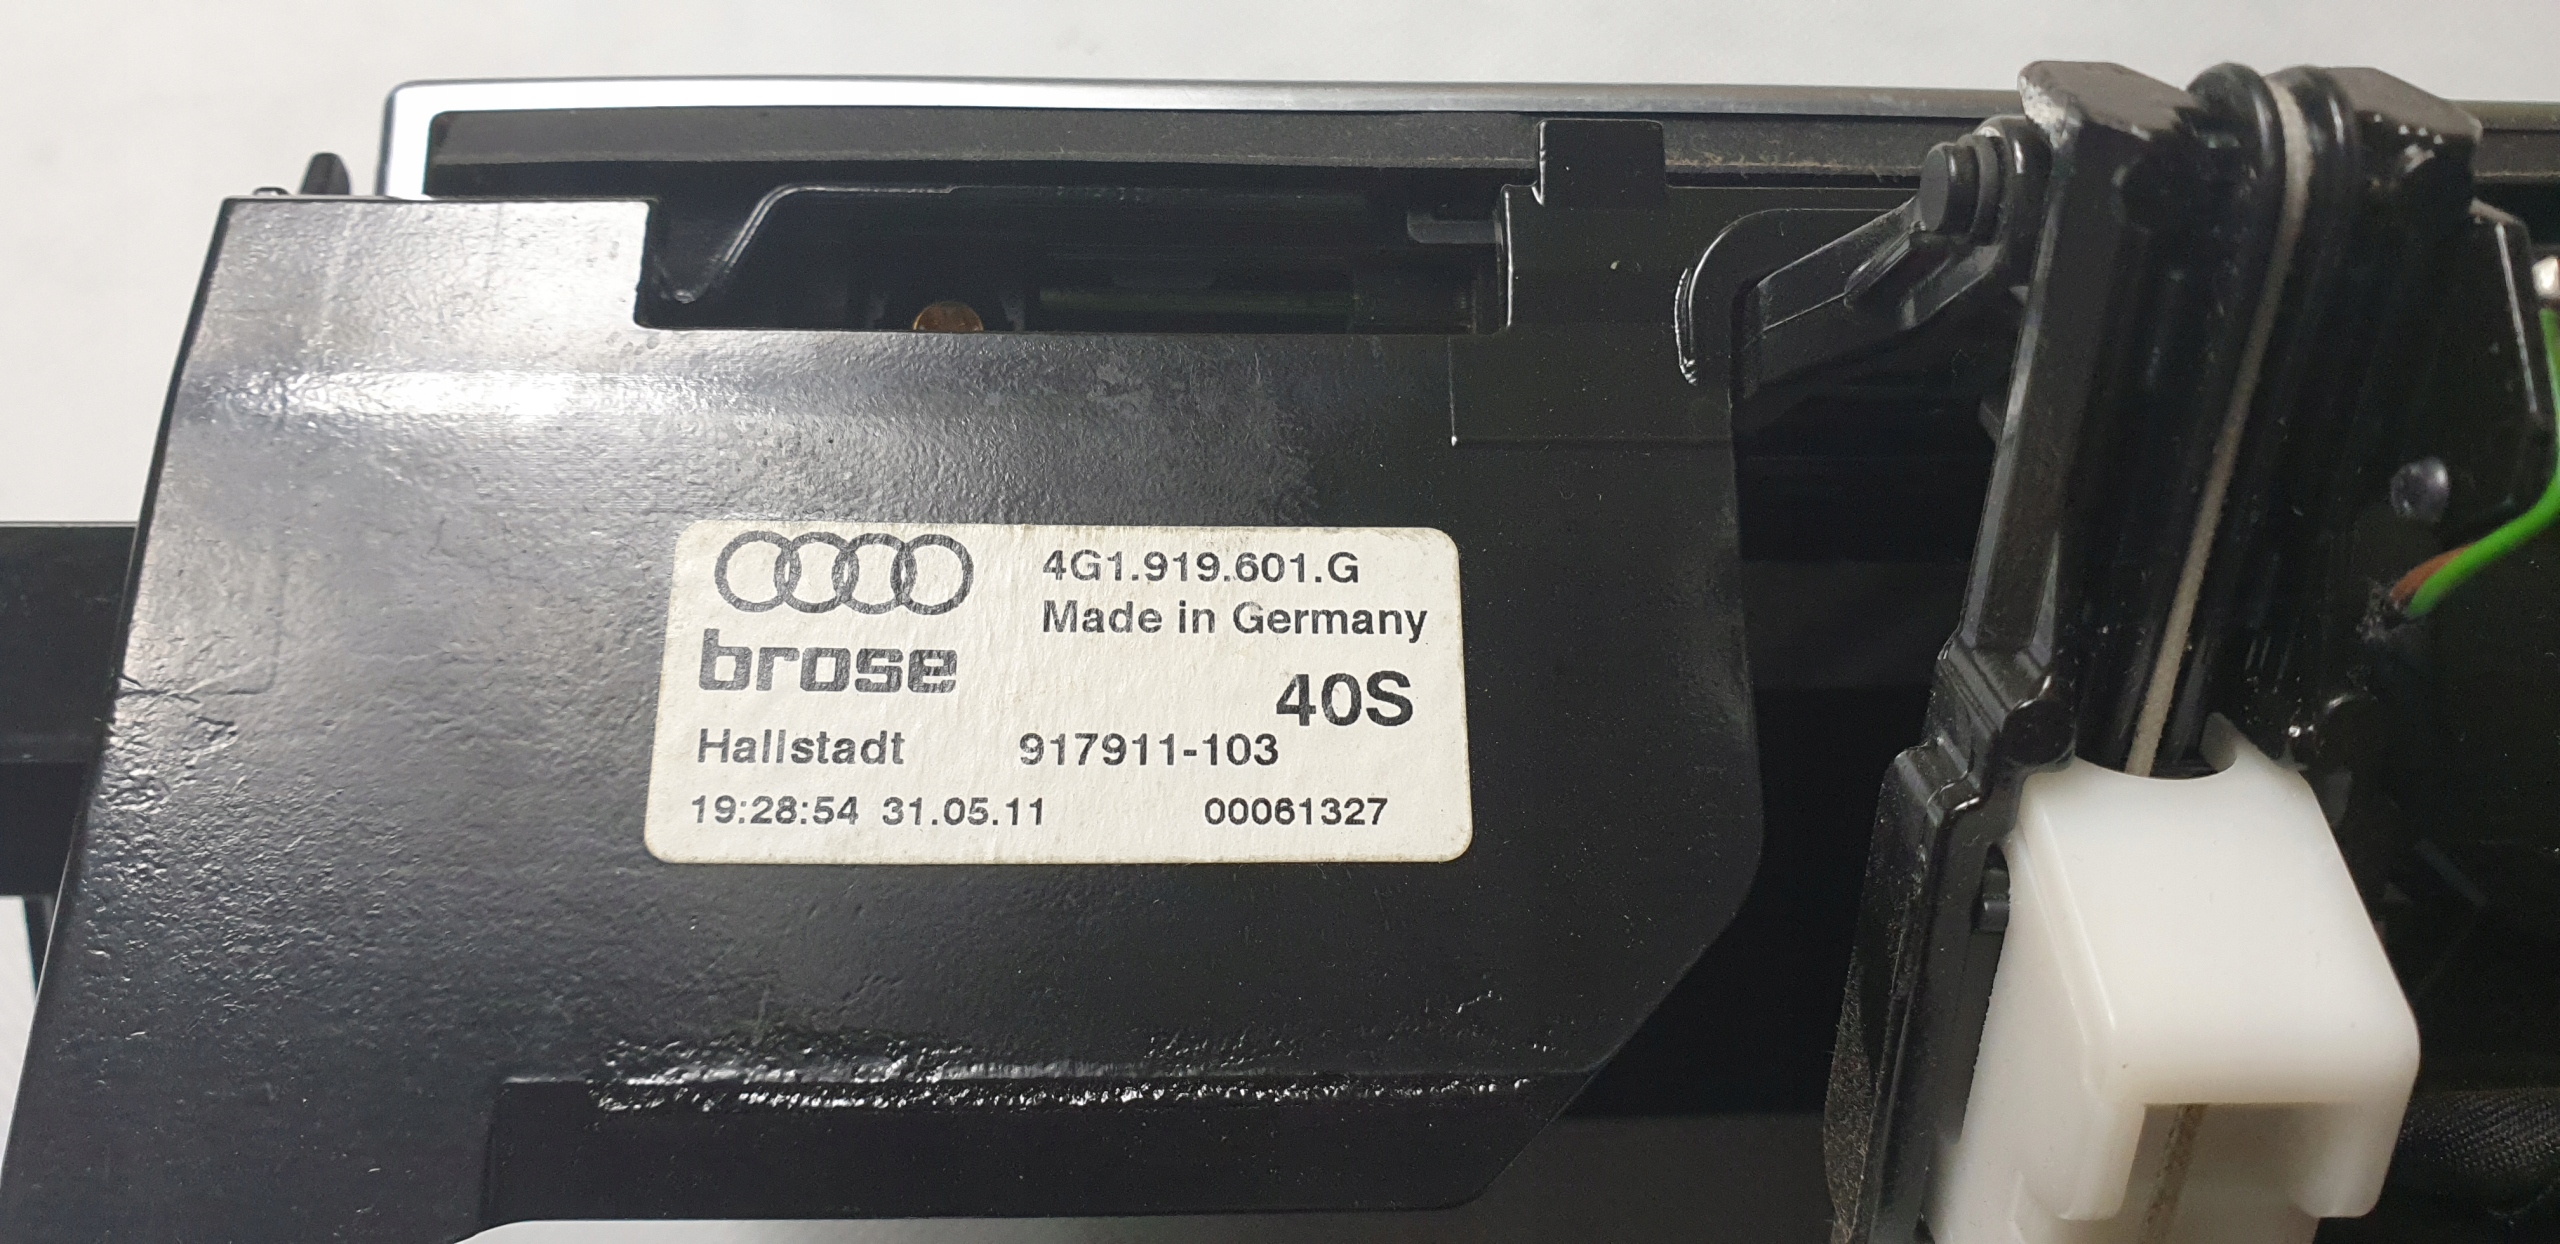 4G1.919.601.G
Made in Germany
brose
40S
Hallstadt 917911-103
19:28:54 31.05.11 00061327